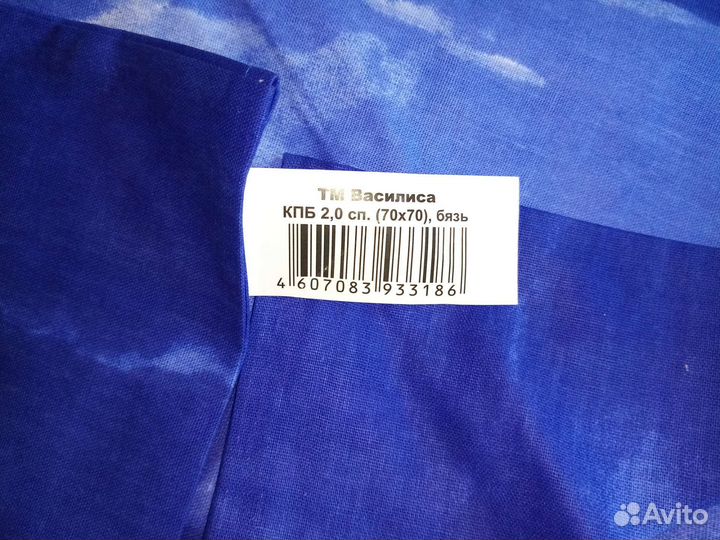 ТМ Василиса
КПБ 2,0 сп. (70х70), бязь
4 607083 933186
Avito